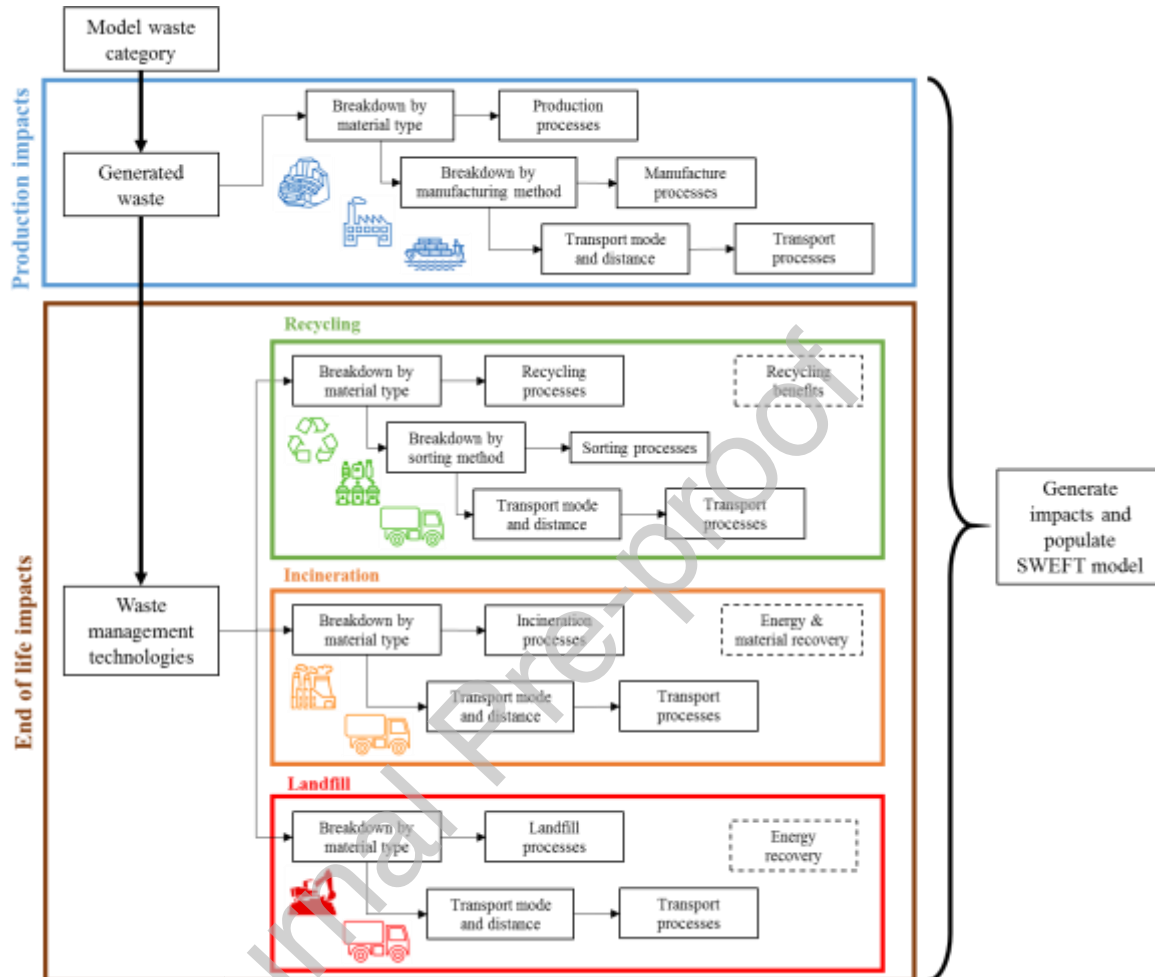 Model waste
category
Production impacts
Generated
waste
Breakdown by
material type
Production
processes
Breakdown by
manufacturing method
Manufacture
processes
Transport mode
and distance
Transport
processes
End of life impacts
Waste
management
technologies
Recycling
Breakdown by
material type
Recycling
processes
Recycling
benefits
Breakdown by
sorting method
Sorting processes
Transport mode
and distance
Transport
processes
Incineration
Breakdown by
material type
Incineration
processes
Energy &
material recovery
Transport mode
and distance
Transport
processes
Landfill
Breakdown by
material type
Landfill
processes
Energy
recovery
Transport mode
and distance
Transport
processes
Generate
impacts and
populate
SWEFT model
Pre-proof